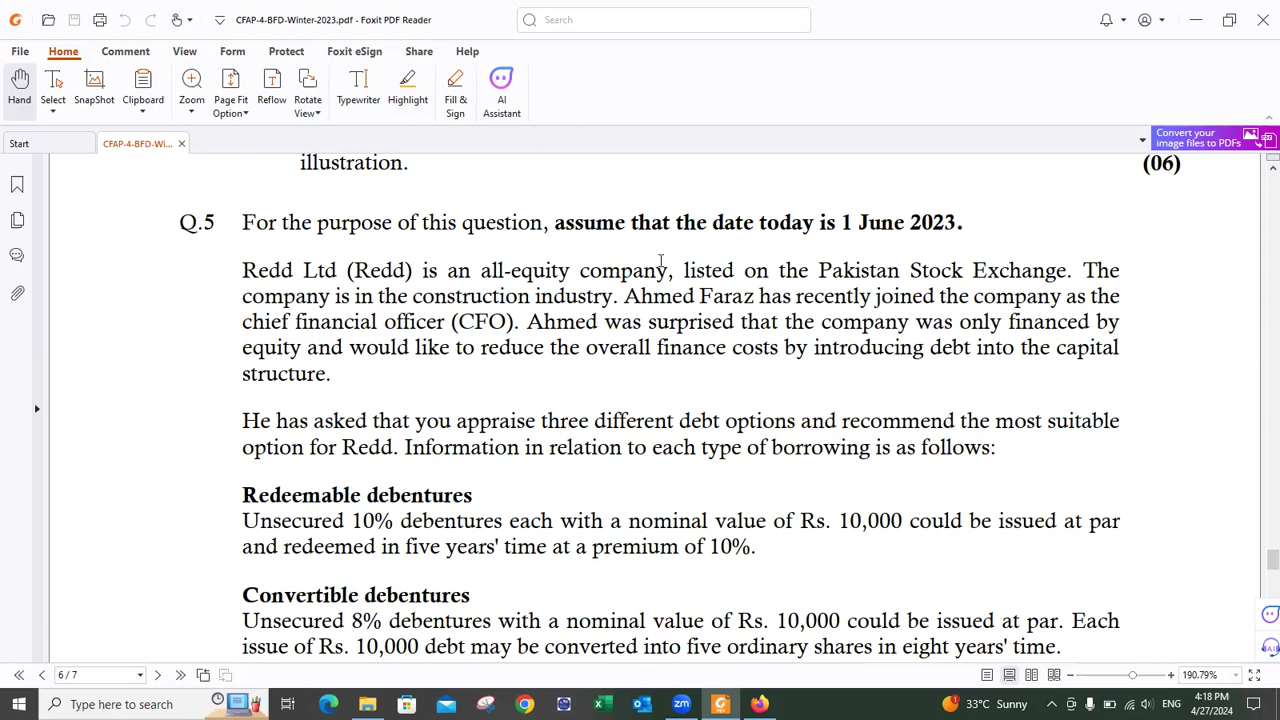 CFAP-4-BFD-Winter-2023.pdf - Foxit PDF Reader
Search
File Home Comment View Form Protect Foxit eSign Share Help
Hand Select SnapShot Clipboard Zoom Page Fit Option Reflow Rotate View Typewriter Highlight Fill & Sign AI Assistant
Start CFAP-4-BFD-Wi...
Convert your image files to PDFs
illustration. (06)
Q.5 For the purpose of this question, assume that the date today is 1 June 2023.
Redd Ltd (Redd) is an all-equity company, listed on the Pakistan Stock Exchange. The
company is in the construction industry. Ahmed Faraz has recently joined the company as the
chief financial officer (CFO). Ahmed was surprised that the company was only financed by
equity and would like to reduce the overall finance costs by introducing debt into the capital
structure.
He has asked that you appraise three different debt options and recommend the most suitable
option for Redd. Information in relation to each type of borrowing is as follows:
Redeemable debentures
Unsecured 10% debentures each with a nominal value of Rs. 10,000 could be issued at par
and redeemed in five years' time at a premium of 10%.
Convertible debentures
Unsecured 8% debentures with a nominal value of Rs. 10,000 could be issued at par. Each
issue of Rs. 10,000 debt may be converted into five ordinary shares in eight years' time.
6 / 7 190.79%
Type here to search
33°C Sunny
ENG
4:18 PM
4/27/2024